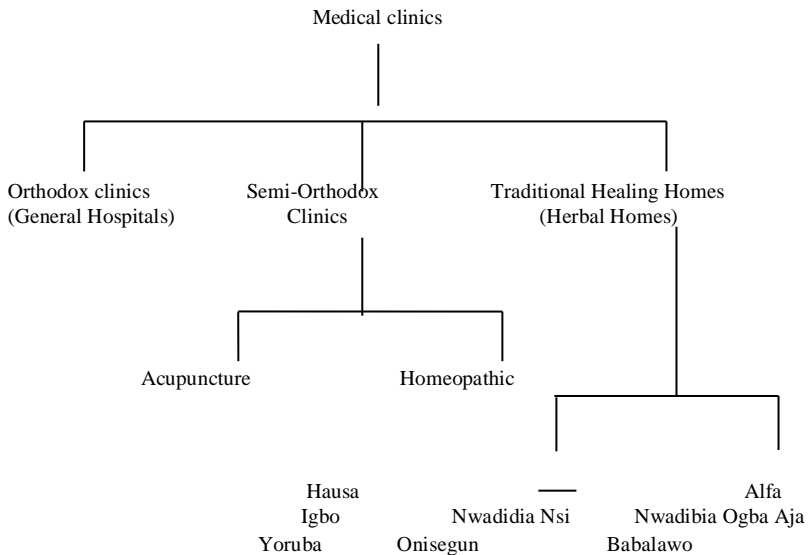 Medical clinics
Orthodox clinics Semi-Orthodox Traditional Healing Homes
(General Hospitals) Clinics (Herbal Homes)
Acupuncture Homeopathic
Hausa — Alfa
Igbo Nwadidia Nsi Nwadibia Ogba Aja
Yoruba Onisegun Babalawo